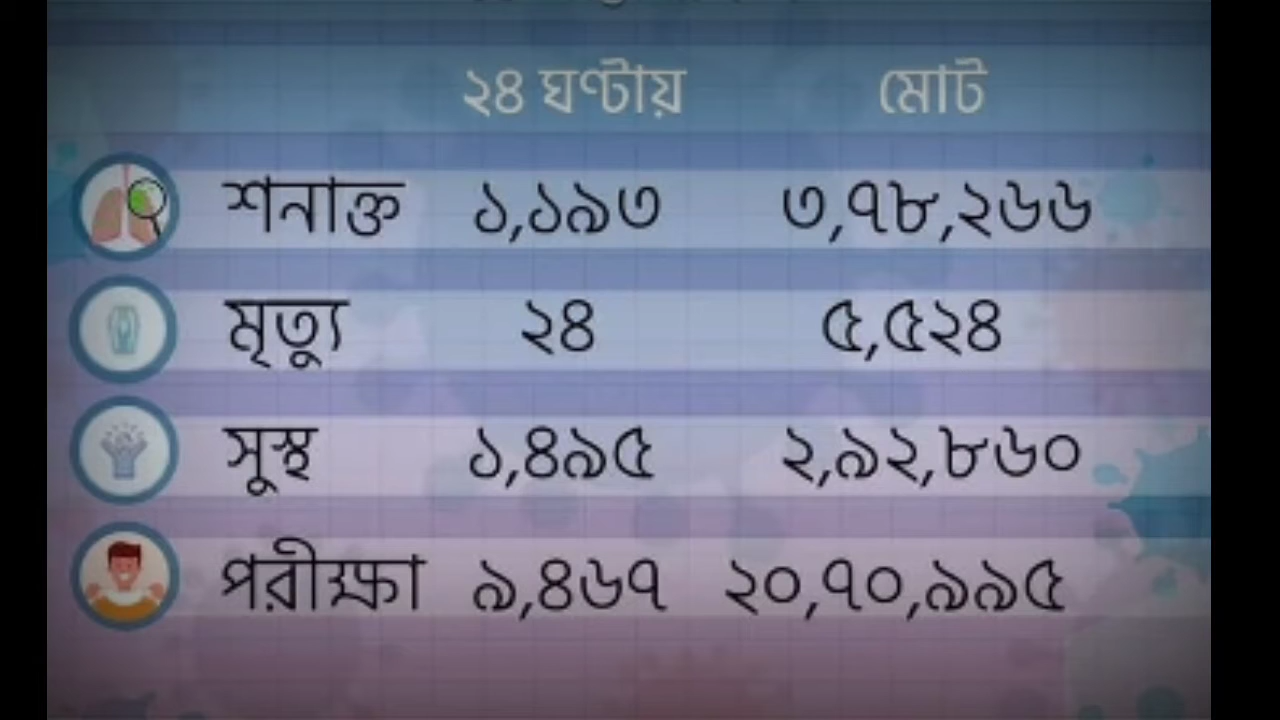 ২৪ ঘণ্টায় মোট
শনাক্ত ১,১৯৩ ৩,৭৮,২৬৬
মৃত্যু ২৪ ৫,৫২৪
সুস্থ ১,৪৯৫ ২,৯২,৮৬০
পরীক্ষা ৯,৪৬৭ ২০,৭০,৯৯৫